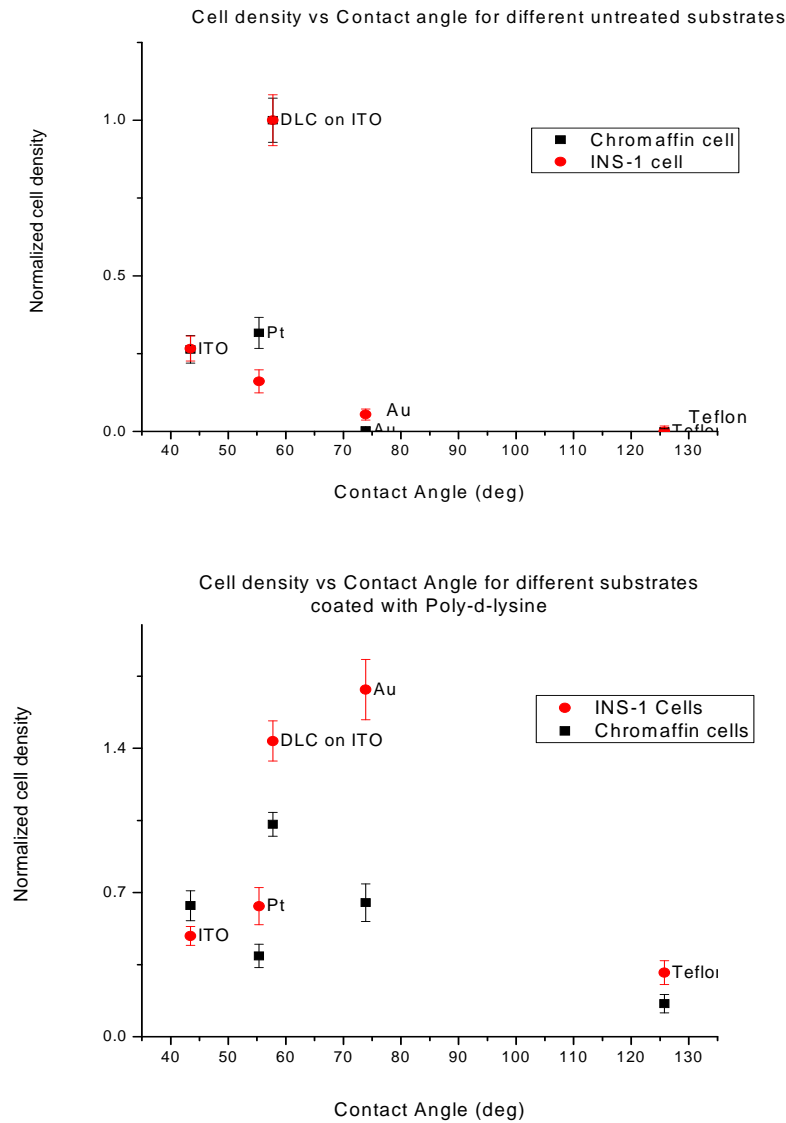 Cell density vs Contact angle for different untreated substrates
Normalized cell density
1.0
0.5
0.0
DLC on ITO
Chromaffin cell
INS-1 cell
Pt
ITO
Au
Au
Teflon
Teflon
40 50 60 70 80 90 100 110 120 130
Contact Angle (deg)
Cell density vs Contact Angle for different substrates
coated with Poly-d-lysine
Normalized cell density
1.4
0.7
0.0
Au
INS-1 Cells
Chromaffin cells
DLC on ITO
Pt
ITO
Teflon
40 50 60 70 80 90 100 110 120 130
Contact Angle (deg)